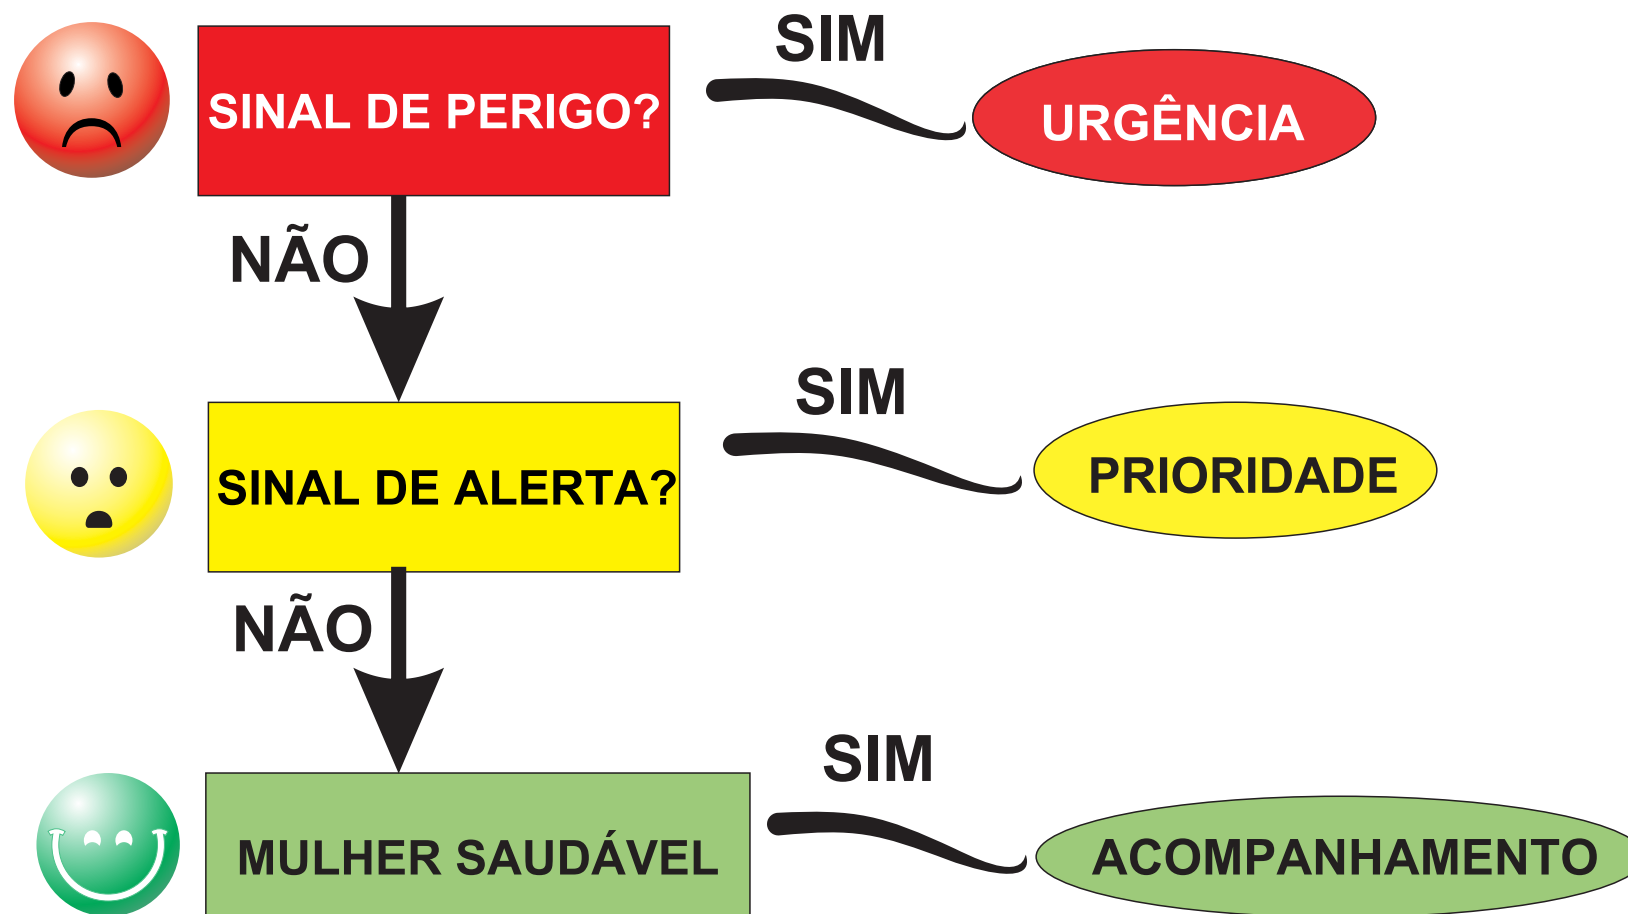 SIM
SINAL DE PERIGO?
URGÊNCIA
NÃO
SIM
SINAL DE ALERTA?
PRIORIDADE
NÃO
SIM
MULHER SAUDÁVEL
ACOMPANHAMENTO